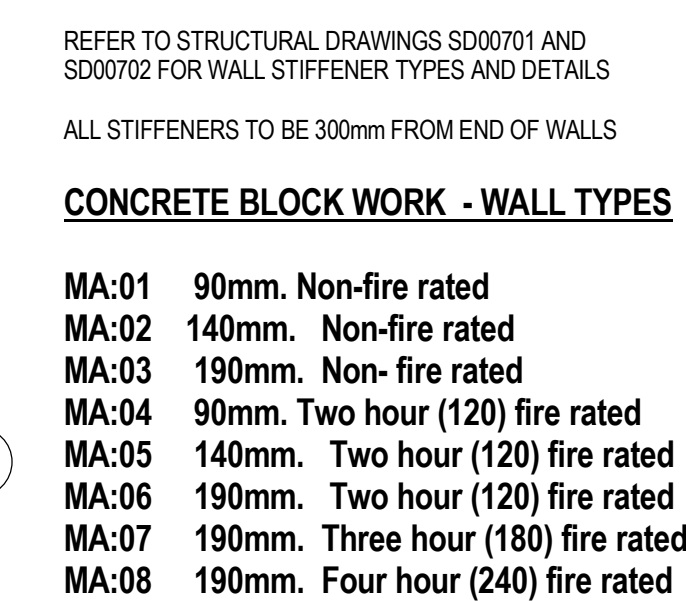 REFER TO STRUCTURAL DRAWINGS SD00701 AND
SD00702 FOR WALL STIFFENER TYPES AND DETAILS
ALL STIFFENERS TO BE 300mm FROM END OF WALLS
CONCRETE BLOCK WORK - WALL TYPES
MA:01 90mm. Non-fire rated
MA:02 140mm. Non-fire rated
MA:03 190mm. Non- fire rated
MA:04 90mm. Two hour (120) fire rated
MA:05 140mm. Two hour (120) fire rated
MA:06 190mm. Two hour (120) fire rated
MA:07 190mm. Three hour (180) fire rated
MA:08 190mm. Four hour (240) fire rated